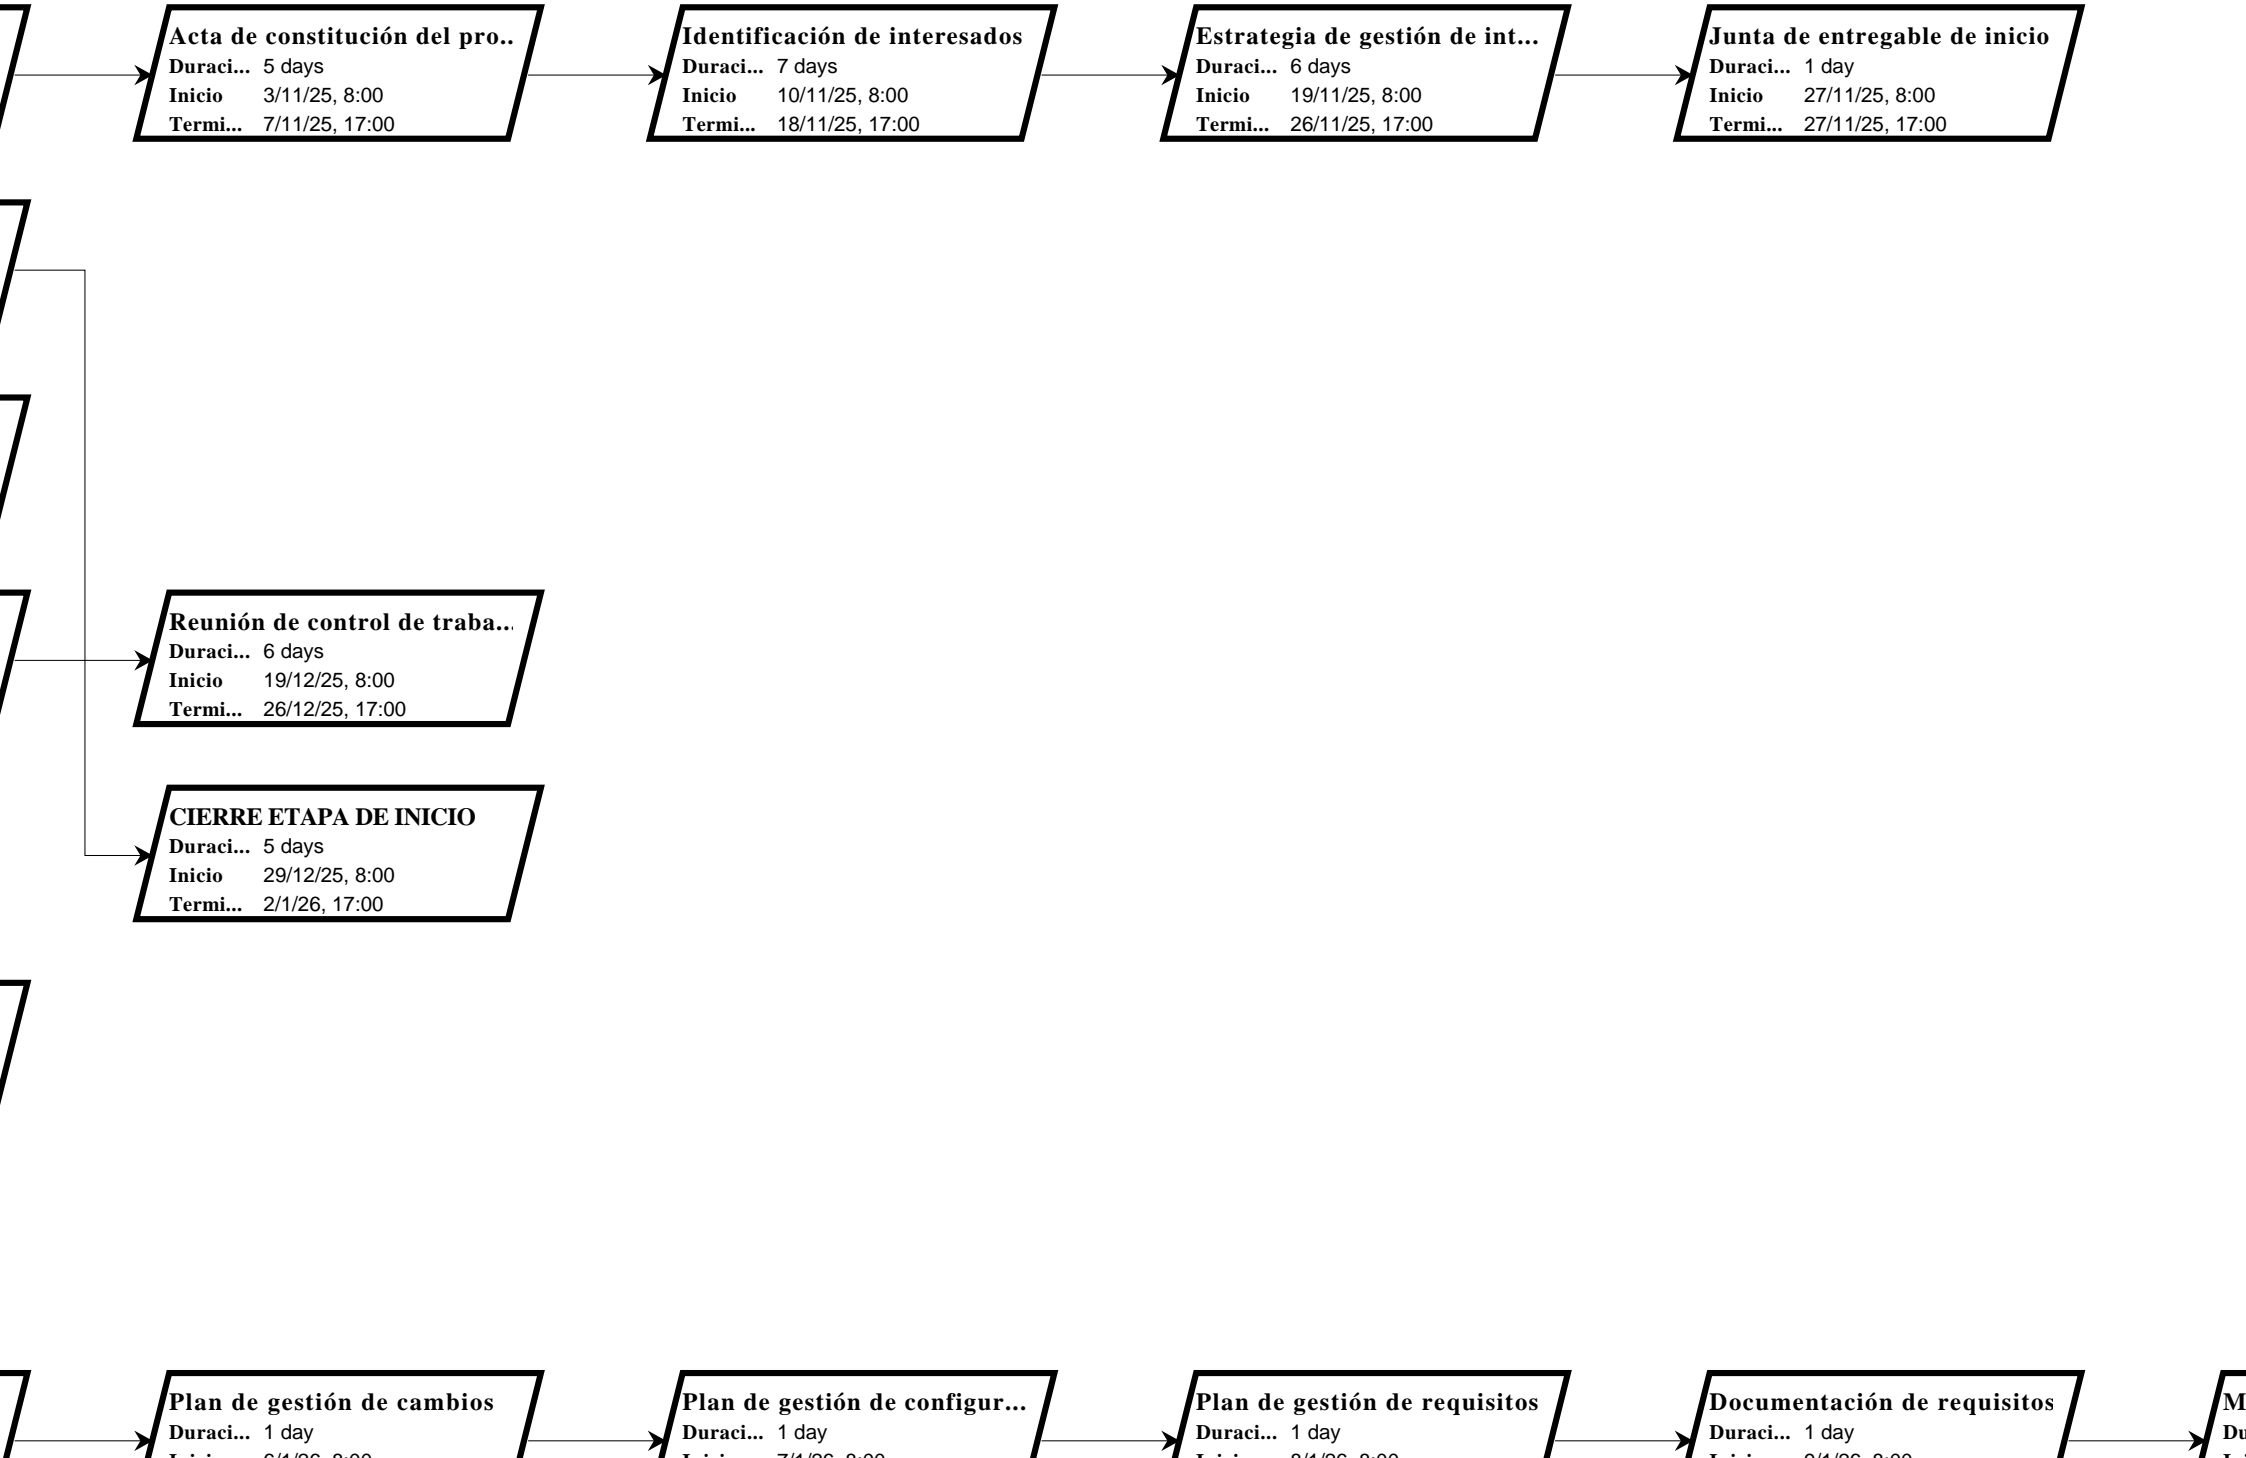 Acta de constitución del pro..
Duraci... 5 days
Inicio 3/11/25, 8:00
Termi... 7/11/25, 17:00
Identificación de interesados
Duraci... 7 days
Inicio 10/11/25, 8:00
Termi... 18/11/25, 17:00
Estrategia de gestión de int...
Duraci... 6 days
Inicio 19/11/25, 8:00
Termi... 26/11/25, 17:00
Junta de entregable de inicio
Duraci... 1 day
Inicio 27/11/25, 8:00
Termi... 27/11/25, 17:00
Reunión de control de traba...
Duraci... 6 days
Inicio 19/12/25, 8:00
Termi... 26/12/25, 17:00
CIERRE ETAPA DE INICIO
Duraci... 5 days
Inicio 29/12/25, 8:00
Termi... 2/1/26, 17:00
Plan de gestión de cambios
Duraci... 1 day
Plan de gestión de configur...
Duraci... 1 day
Plan de gestión de requisitos
Duraci... 1 day
Documentación de requisitos
Duraci... 1 day
M
Du